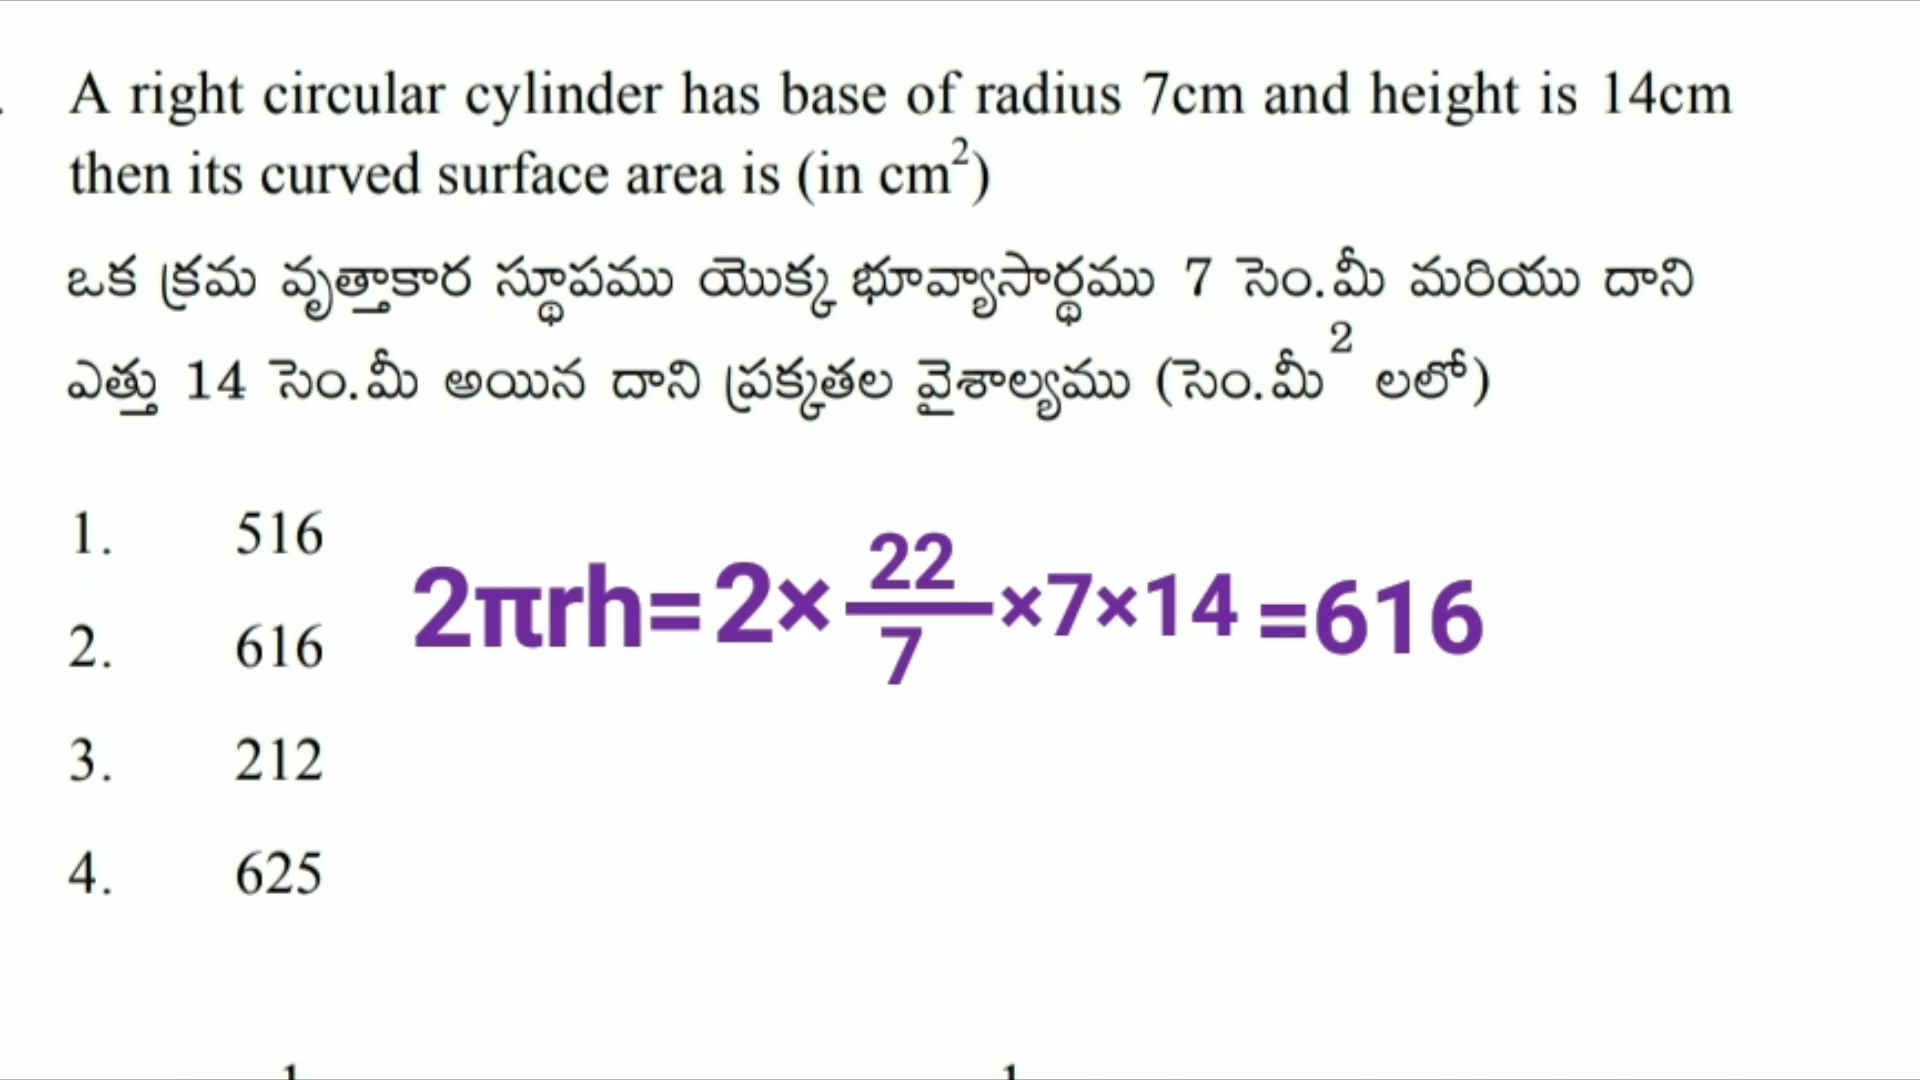 A right circular cylinder has base of radius 7cm and height is 14cm
then its curved surface area is (in cm²)
ఒక క్రమ వృత్తాకార స్థూపము యొక్క భూవ్యాసార్థము 7 సెం.మీ మరియు దాని
ఎత్తు 14 సెం.మీ అయిన దాని ప్రక్కతల వైశాల్యము (సెం.మీ² లలో)
1. 516
2. 616
2πrh=2×22/7×7×14=616
3. 212
4. 625